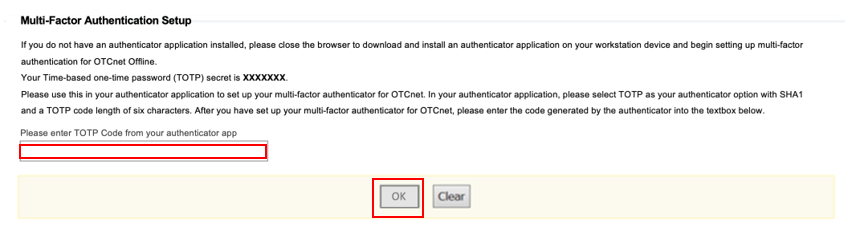 Multi-Factor Authentication Setup
If you do not have an authenticator application installed, please close the browser to download and install an authenticator application on your workstation device and begin setting up multi-factor
authentication for OTCnet Offline.
Your Time-based one-time password (TOTP) secret is XXXXXXX.
Please use this in your authenticator application to set up your multi-factor authenticator for OTCnet. In your authenticator application, please select TOTP as your authenticator option with SHA1
and a TOTP code length of six characters. After you have set up your multi-factor authenticator for OTCnet, please enter the code generated by the authenticator into the textbox below.
Please enter TOTP Code from your authenticator app
OK Clear